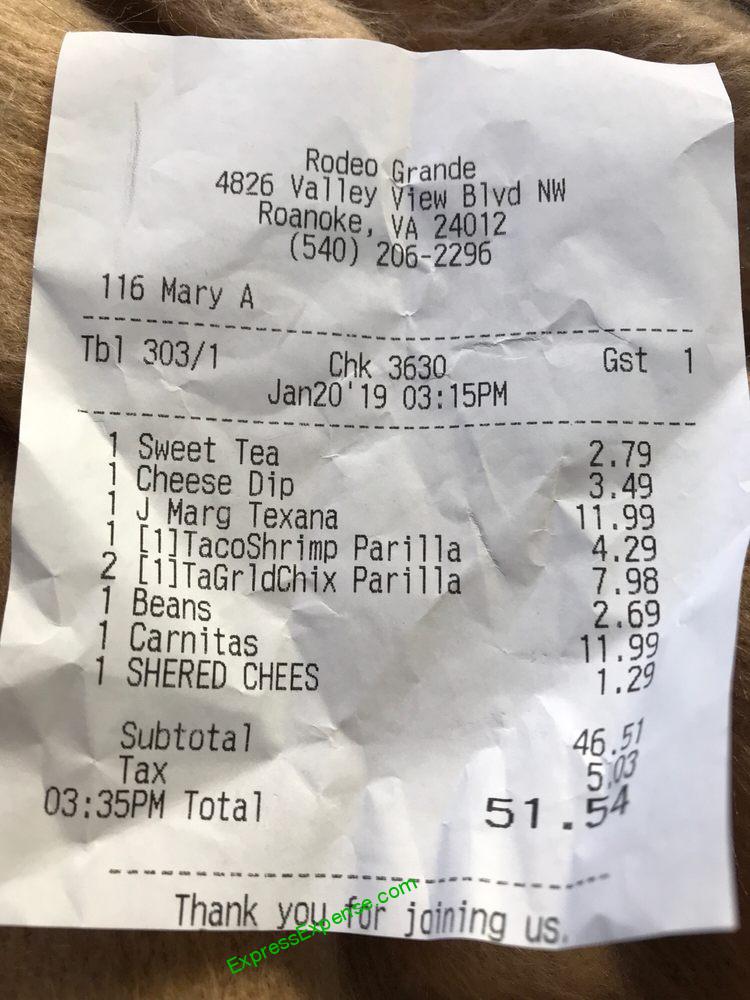 Rodeo Grande
4826 Valley View Blvd NW
Roanoke, VA 24012
(540) 206-2296
116 Mary A
Tbl 303/1 Chk 3630 Gst 1
Jan20'19 03:15PM
1 Sweet Tea 2.79
1 Cheese Dip 3.49
1 J Marg Texana 11.99
1 [1]TacoShrimp Parilla 4.29
2 [1]TaGrldChix Parilla 7.98
1 Beans 2.69
1 Carnitas 11.99
1 SHERED CHEES 1.29
Subtotal 46.51
Tax 5.03
03:35PM Total 51.54
Thank you for joining us.
ExpressExpense.com